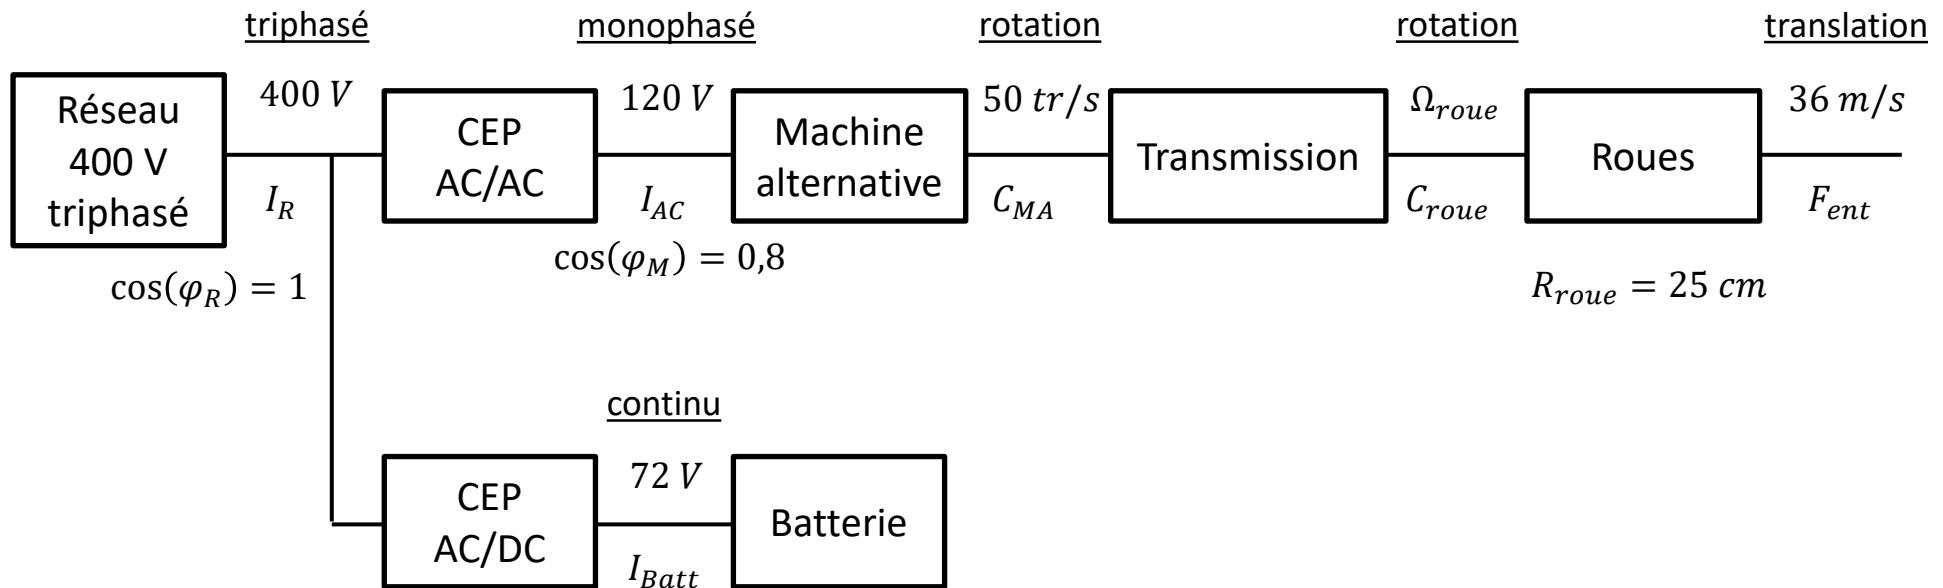 triphasé
monophasé
rotation
rotation
translation
Réseau
400 V
triphasé
400 V
I_R
cos(φ_R) = 1
CEP
AC/AC
120 V
I_AC
cos(φ_M) = 0,8
Machine
alternative
50 tr/s
C_MA
Transmission
Ω_roue
C_roue
Roues
R_roue = 25 cm
36 m/s
F_ent
continu
CEP
AC/DC
72 V
I_Batt
Batterie